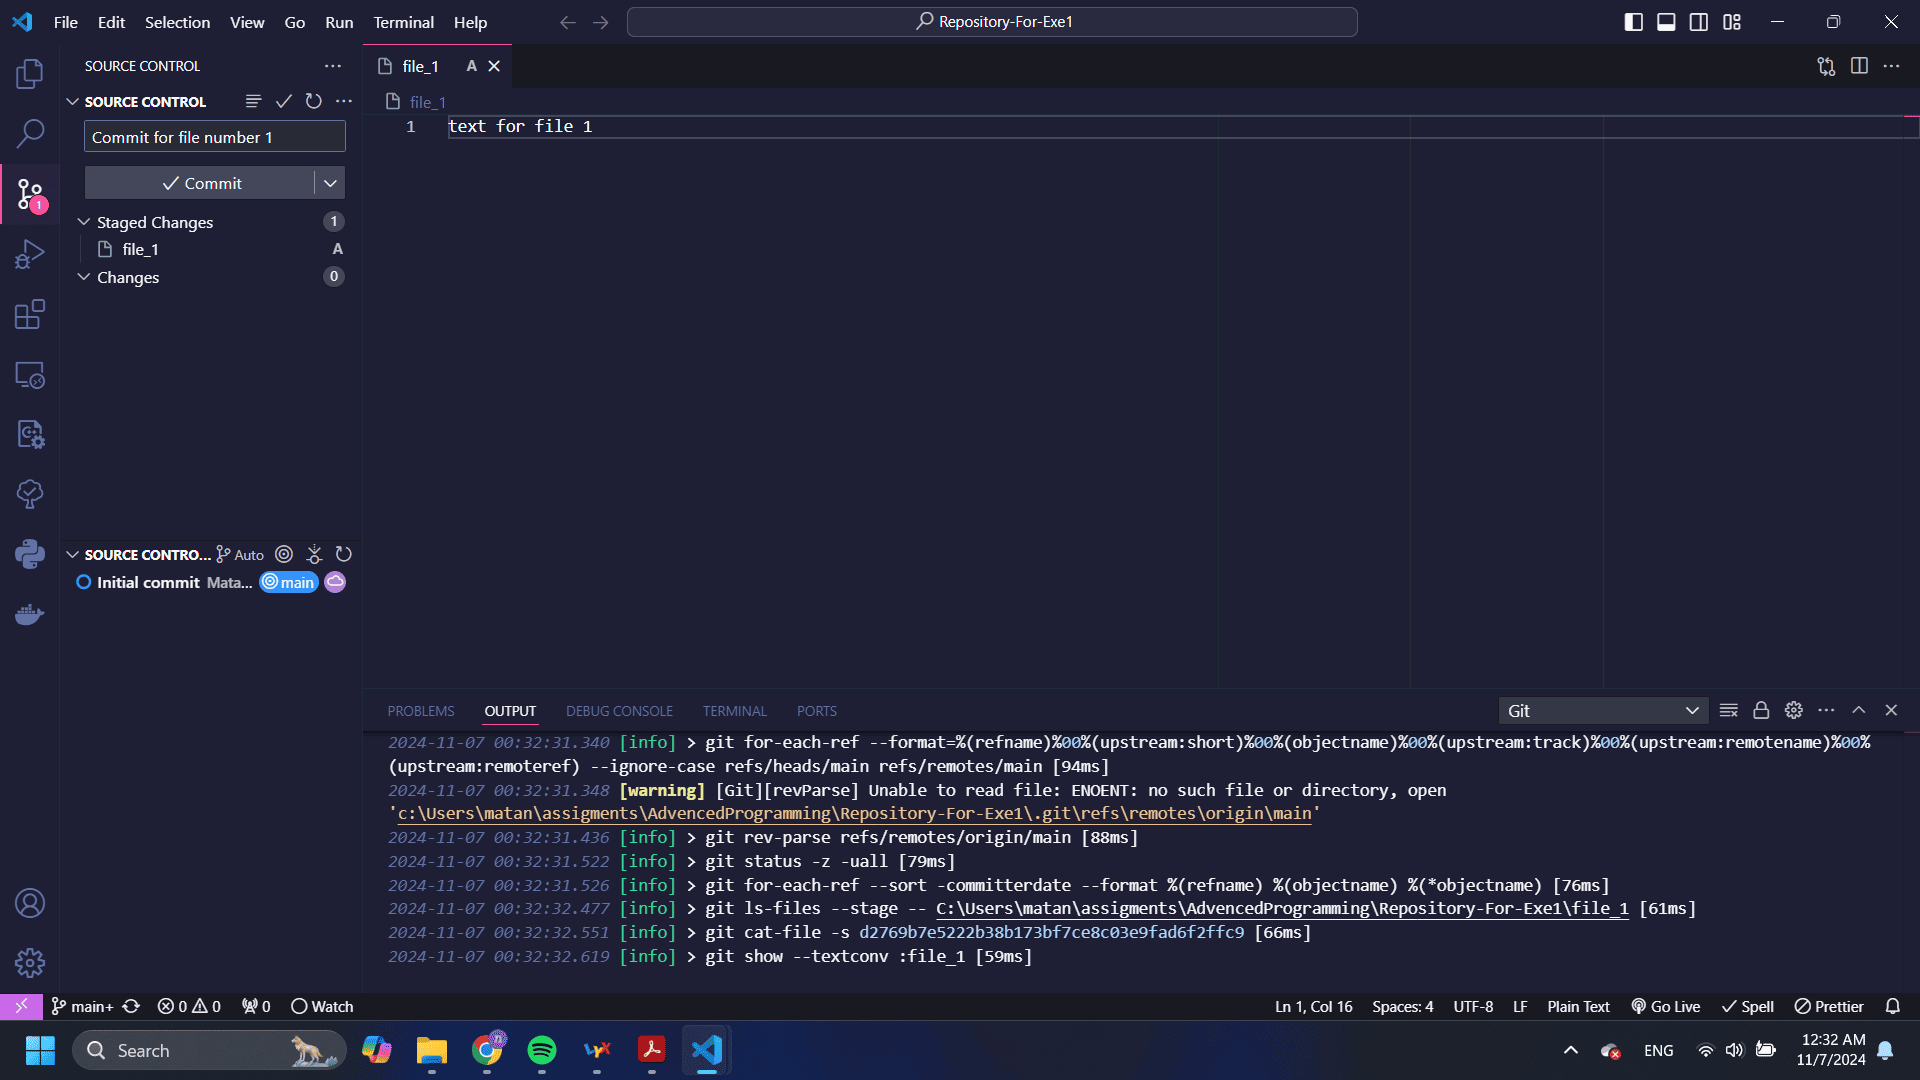 File Edit Selection View Go Run Terminal Help
Repository-For-Exe1
SOURCE CONTROL
SOURCE CONTROL
Commit for file number 1
Commit
Staged Changes 1
file_1 A
Changes 0
1
SOURCE CONTRO... Auto
Initial commit Mata... main
file_1 A
file_1
1 text for file 1
PROBLEMS OUTPUT DEBUG CONSOLE TERMINAL PORTS Git
2024-11-07 00:32:31.340 [info] > git for-each-ref --format=%(refname)%00%(upstream:short)%00%(objectname)%00%(upstream:track)%00%(upstream:remotename)%00%
(upstream:remoteref) --ignore-case refs/heads/main refs/remotes/main [94ms]
2024-11-07 00:32:31.348 [warning] [Git][revParse] Unable to read file: ENOENT: no such file or directory, open
'c:\Users\matan\assigments\AdvencedProgramming\Repository-For-Exe1\.git\refs\remotes\origin\main'
2024-11-07 00:32:31.436 [info] > git rev-parse refs/remotes/origin/main [88ms]
2024-11-07 00:32:31.522 [info] > git status -z -uall [79ms]
2024-11-07 00:32:31.526 [info] > git for-each-ref --sort -committerdate --format %(refname) %(objectname) %(*objectname) [76ms]
2024-11-07 00:32:32.477 [info] > git ls-files --stage -- C:\Users\matan\assigments\AdvencedProgramming\Repository-For-Exe1\file_1 [61ms]
2024-11-07 00:32:32.551 [info] > git cat-file -s d2769b7e5222b38b173bf7ce8c03e9fad6f2ffc9 [66ms]
2024-11-07 00:32:32.619 [info] > git show --textconv :file_1 [59ms]
main+ 0 0 0 Watch Ln 1, Col 16 Spaces: 4 UTF-8 LF Plain Text Go Live Spell Prettier
Search ENG 12:32 AM
11/7/2024